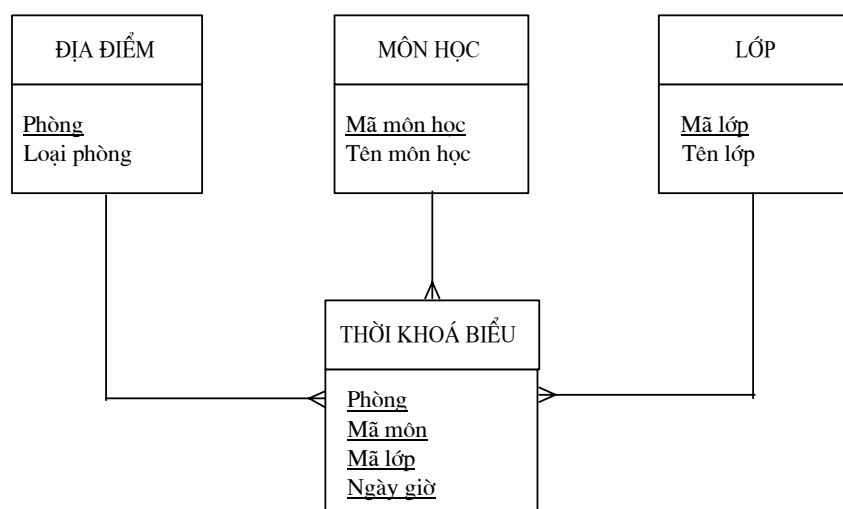 ĐỊA ĐIỂM
Phòng
Loại phòng
MÔN HỌC
Mã môn học
Tên môn học
LỚP
Mã lớp
Tên lớp
THỜI KHOÁ BIỂU
Phòng
Mã môn
Mã lớp
Ngày giờ